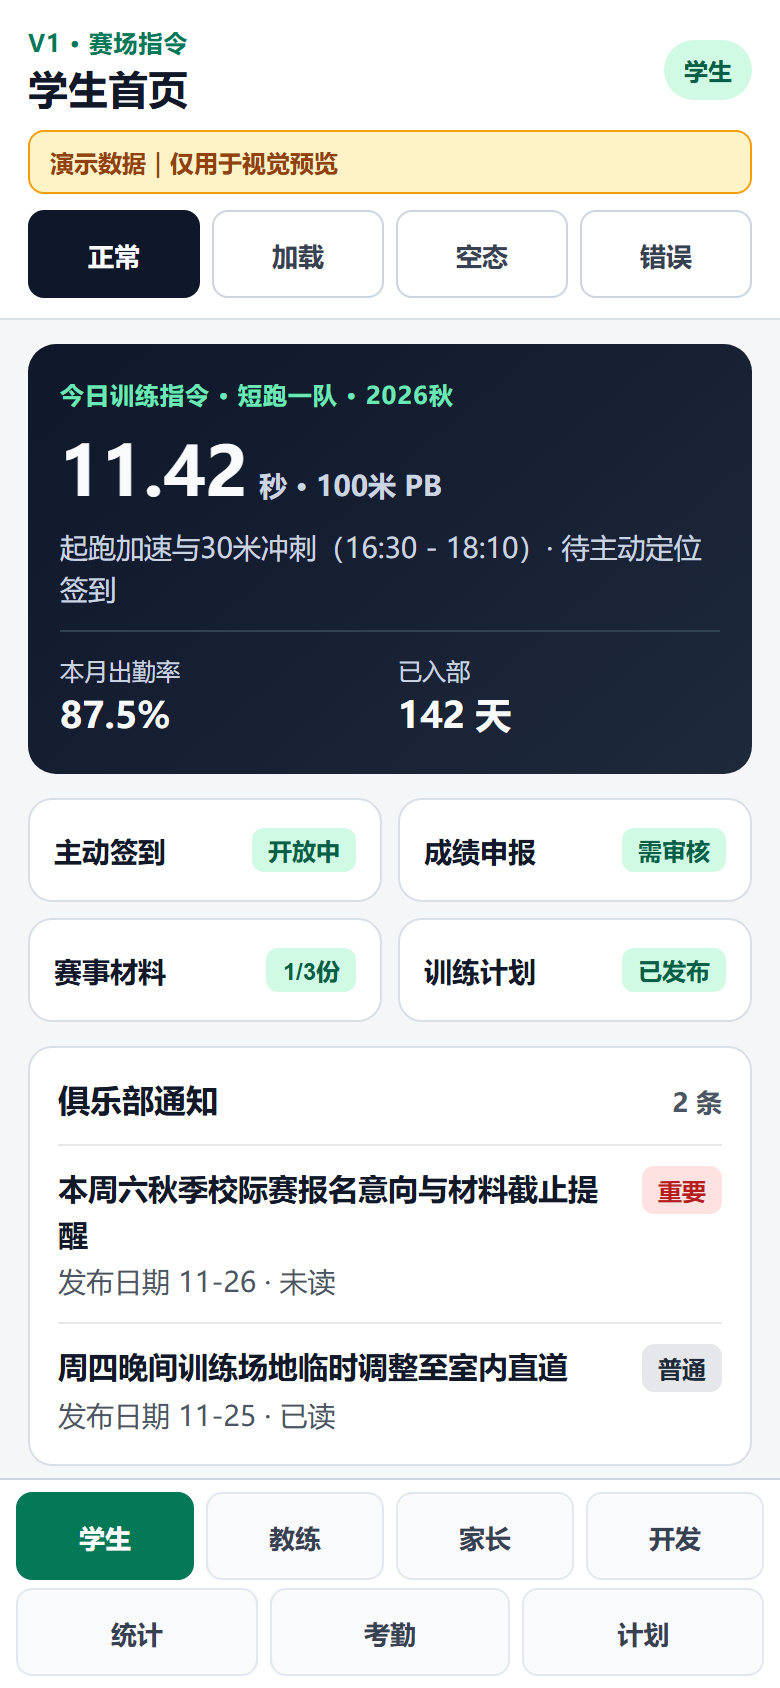 V1 · 赛场指令
学生首页
学生
演示数据｜仅用于视觉预览
正常
加载
空态
错误
今日训练指令 · 短跑一队 · 2026秋
11.42 秒 · 100米 PB
起跑加速与30米冲刺（16:30 - 18:10）· 待主动定位
签到
本月出勤率
87.5%
已入部
142 天
主动签到
开放中
成绩申报
需审核
赛事材料
1/3份
训练计划
已发布
俱乐部通知
2 条
本周六秋季校际赛报名意向与材料截止提
醒
重要
发布日期 11-26 · 未读
周四晚间训练场地临时调整至室内直道
普通
发布日期 11-25 · 已读
学生
教练
家长
开发
统计
考勤
计划